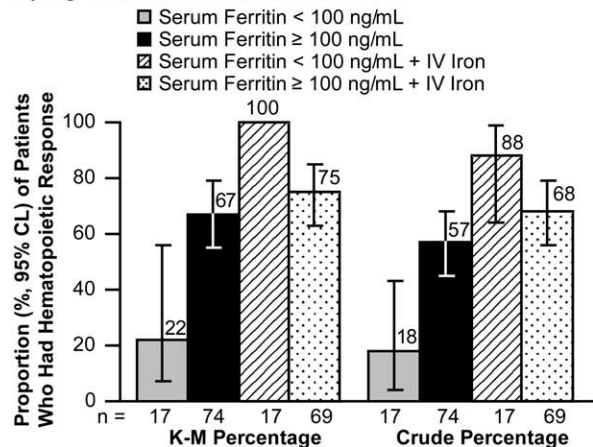 Serum Ferritin < 100 ng/mL
Serum Ferritin ≥ 100 ng/mL
Serum Ferritin < 100 ng/mL + IV Iron
Serum Ferritin ≥ 100 ng/mL + IV Iron
Proportion (%, 95% CL) of Patients
Who Had Hematopoietic Response
100
80
60
40
20
0
22
67
100
75
18
57
88
68
n = 17 74 17 69 17 74 17 69
K-M Percentage Crude Percentage